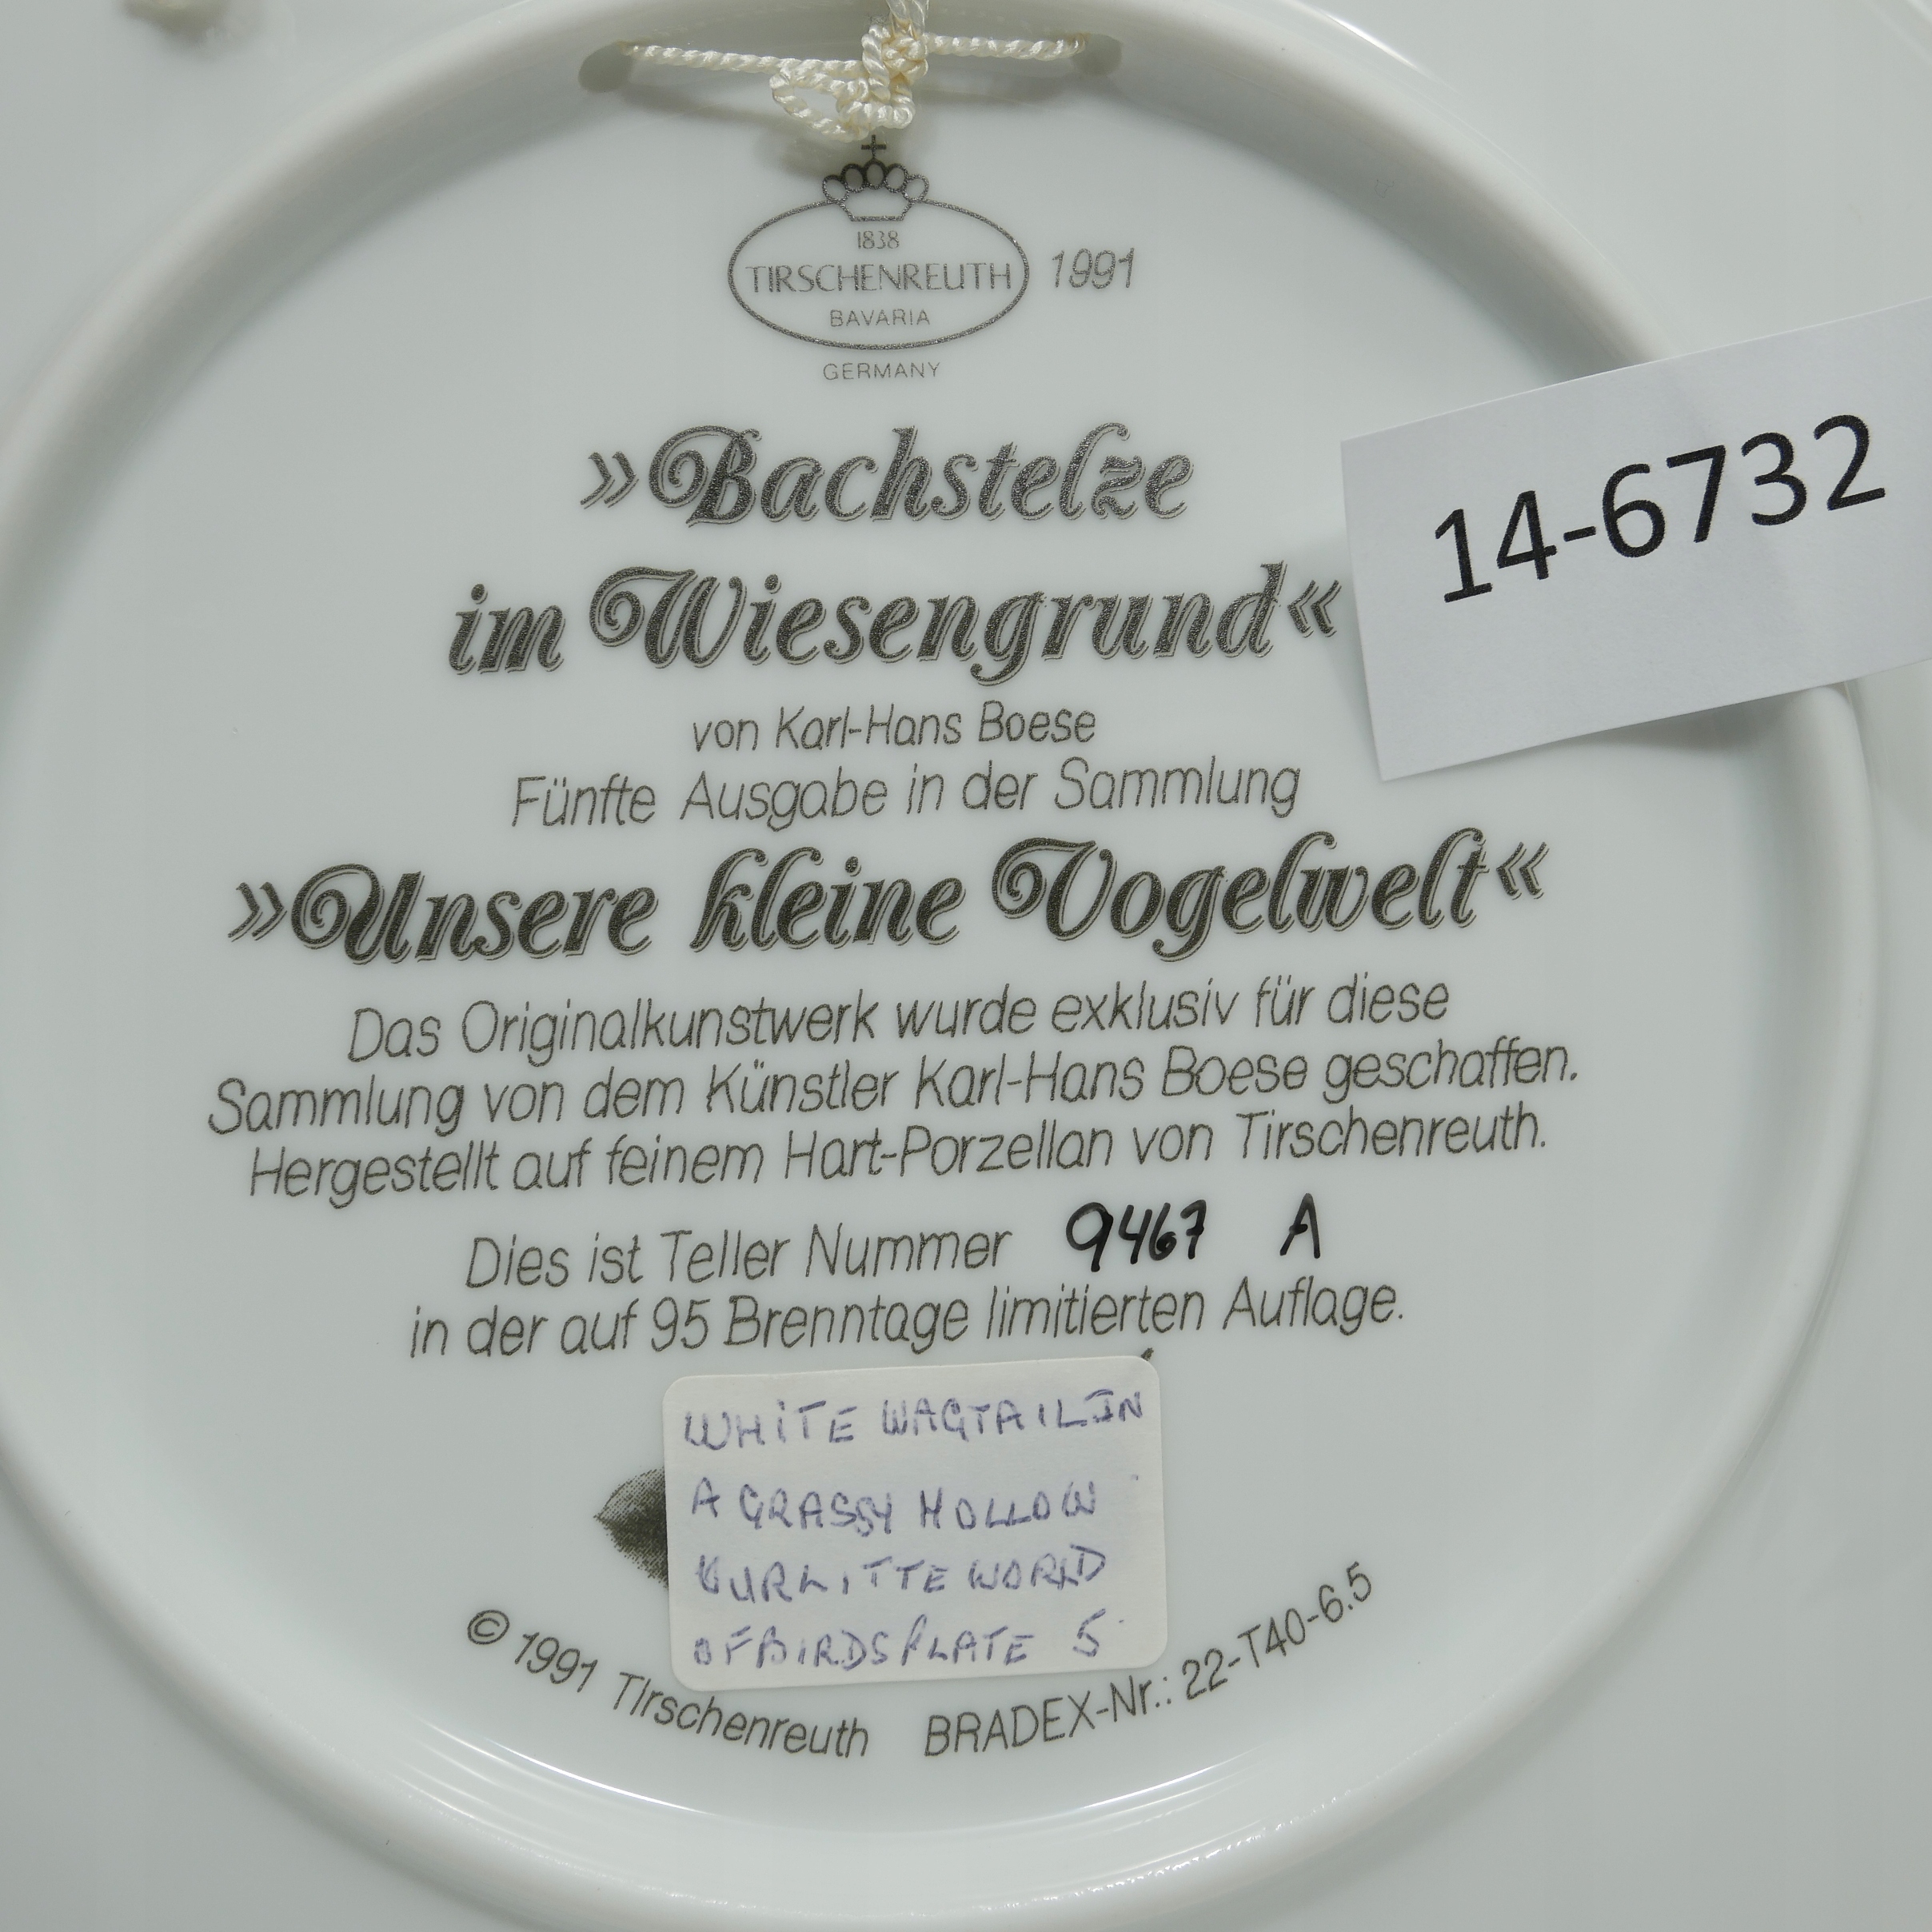 1838
TIRSCHENREUTH 1991
BAVARIA
GERMANY
»Bachstelze
im Wiesengrund«
14-6732
von Karl-Hans Boese
Fünfte Ausgabe in der Sammlung
»Unsere kleine Vogelwelt«
Das Originalkunstwerk wurde exklusiv für diese
Sammlung von dem Künstler Karl-Hans Boese geschaffen.
Hergestellt auf feinem Hart-Porzellan von Tirschenreuth.
Dies ist Teller Nummer 9467 A
in der auf 95 Brenntage limitierten Auflage.
WHITE WAGTAIL IN
A GRASSY HOLLOW
WORLD
OF BIRDS PLATE 5
© 1991 Tirschenreuth BRADEX-Nr.: 22-T40-6.5